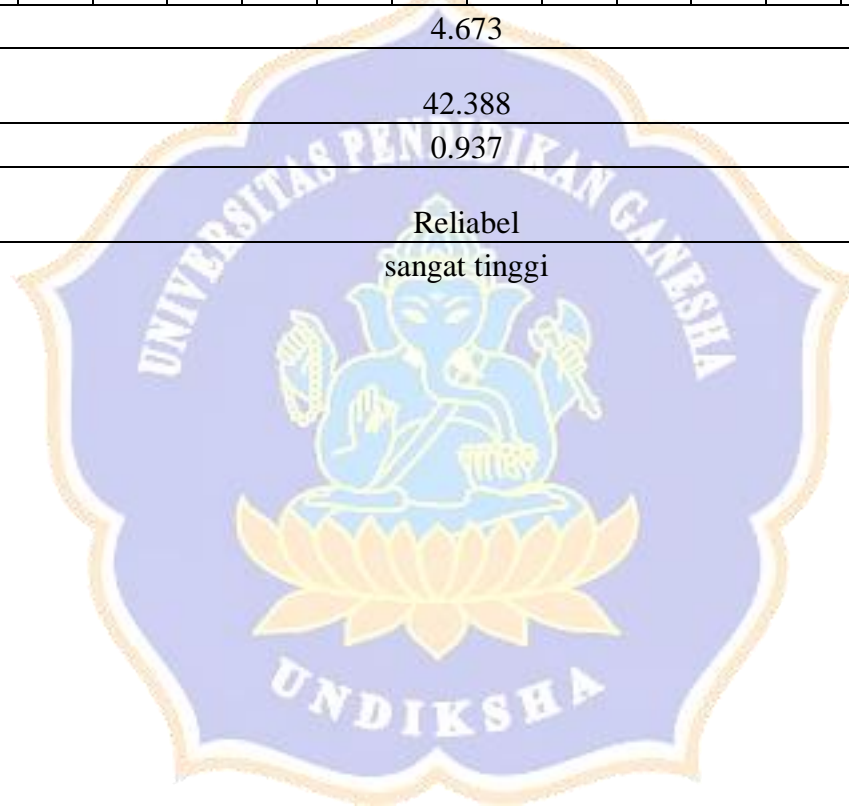 4.673
42.388
0.937
Reliabel
sangat tinggi
UNIVERSITAS PENDIDIKAN GANESHA
UNDIKSHA